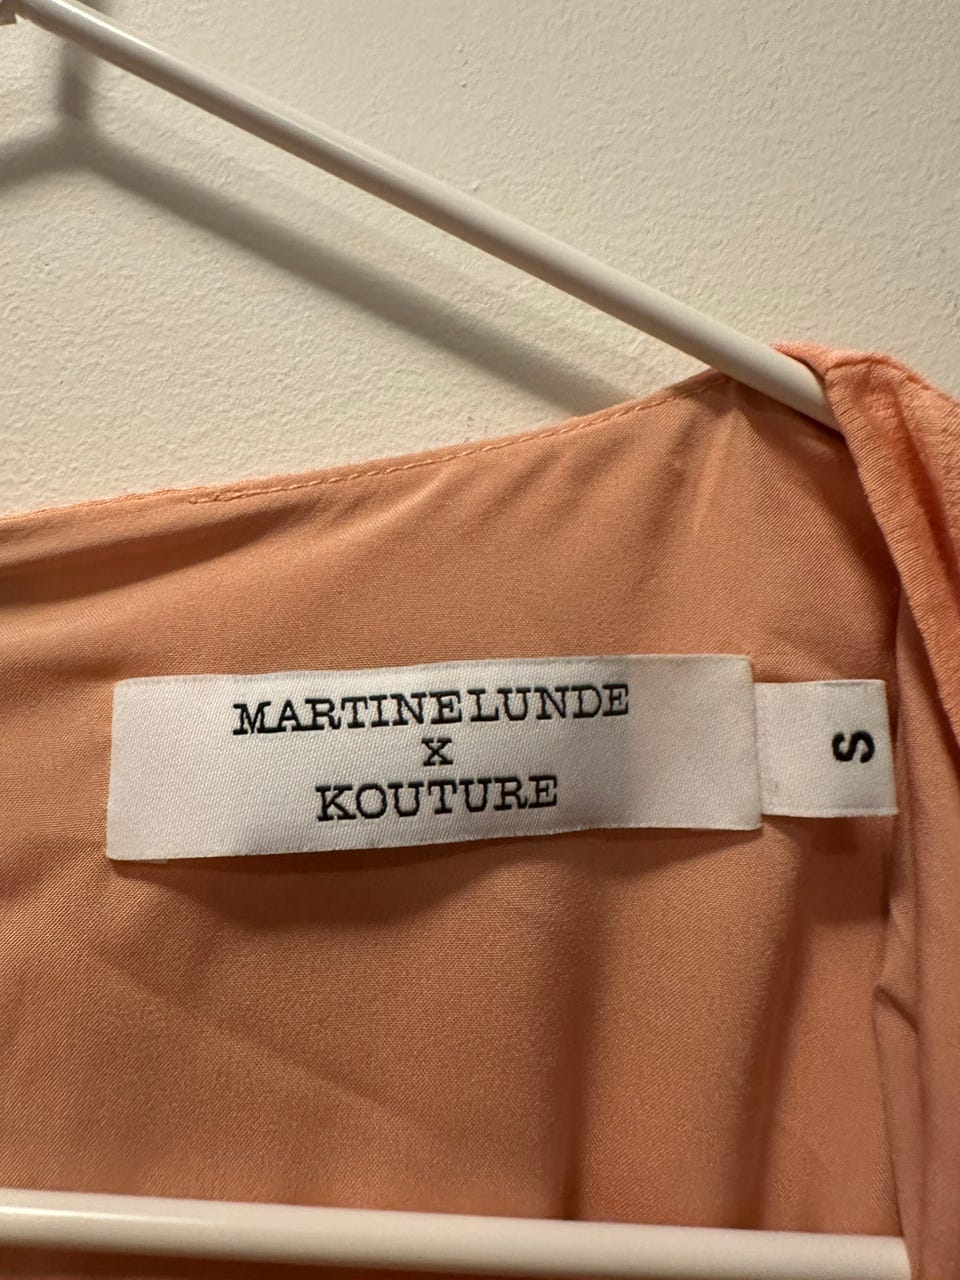 MARTINE LUNDE
X
KOUTURE
S